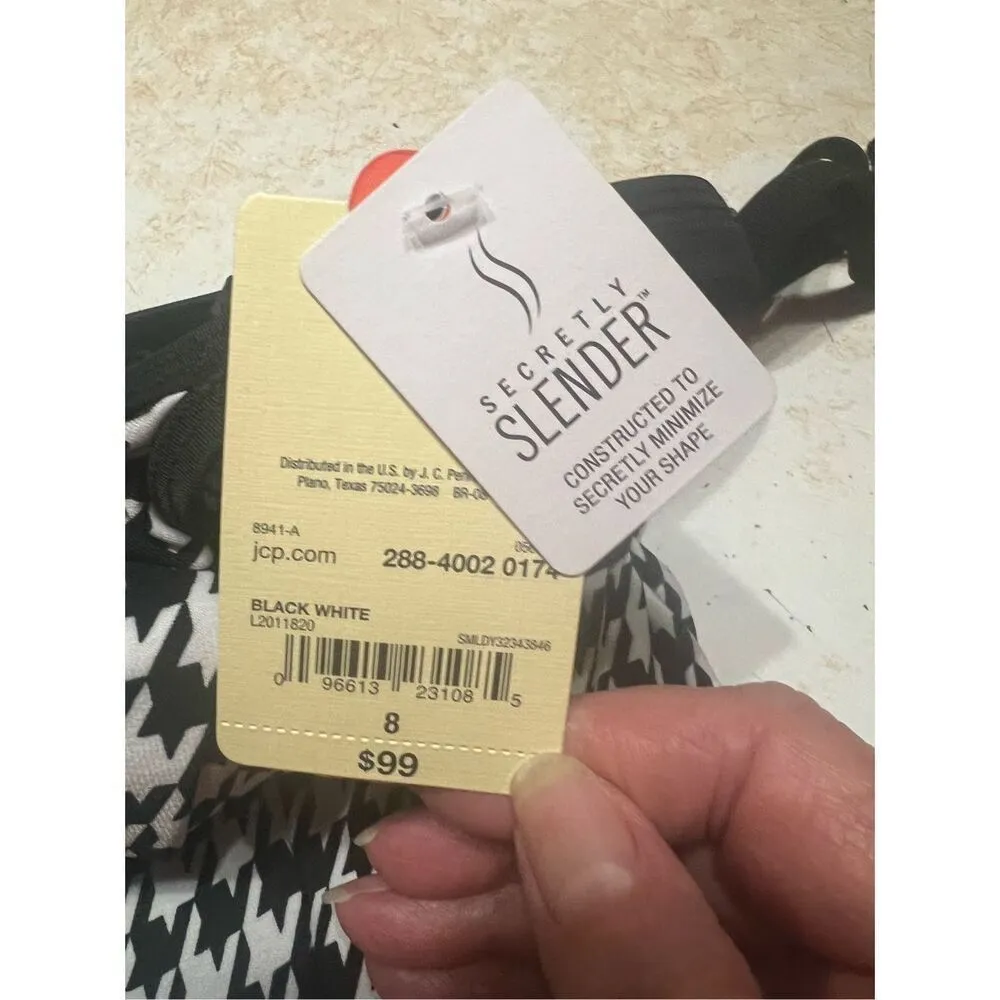 SECRETLY
SLENDER™
CONSTRUCTED TO
SECRETLY MINIMIZE
YOUR SHAPE
Distributed in the U.S. by J. C.
Plano, Texas 75024-3698 BR-
8941-A
jcp.com 288-4002 0174
BLACK WHITE
L2011820
SMLDY32343846
0 96613 23108 5
8
$99